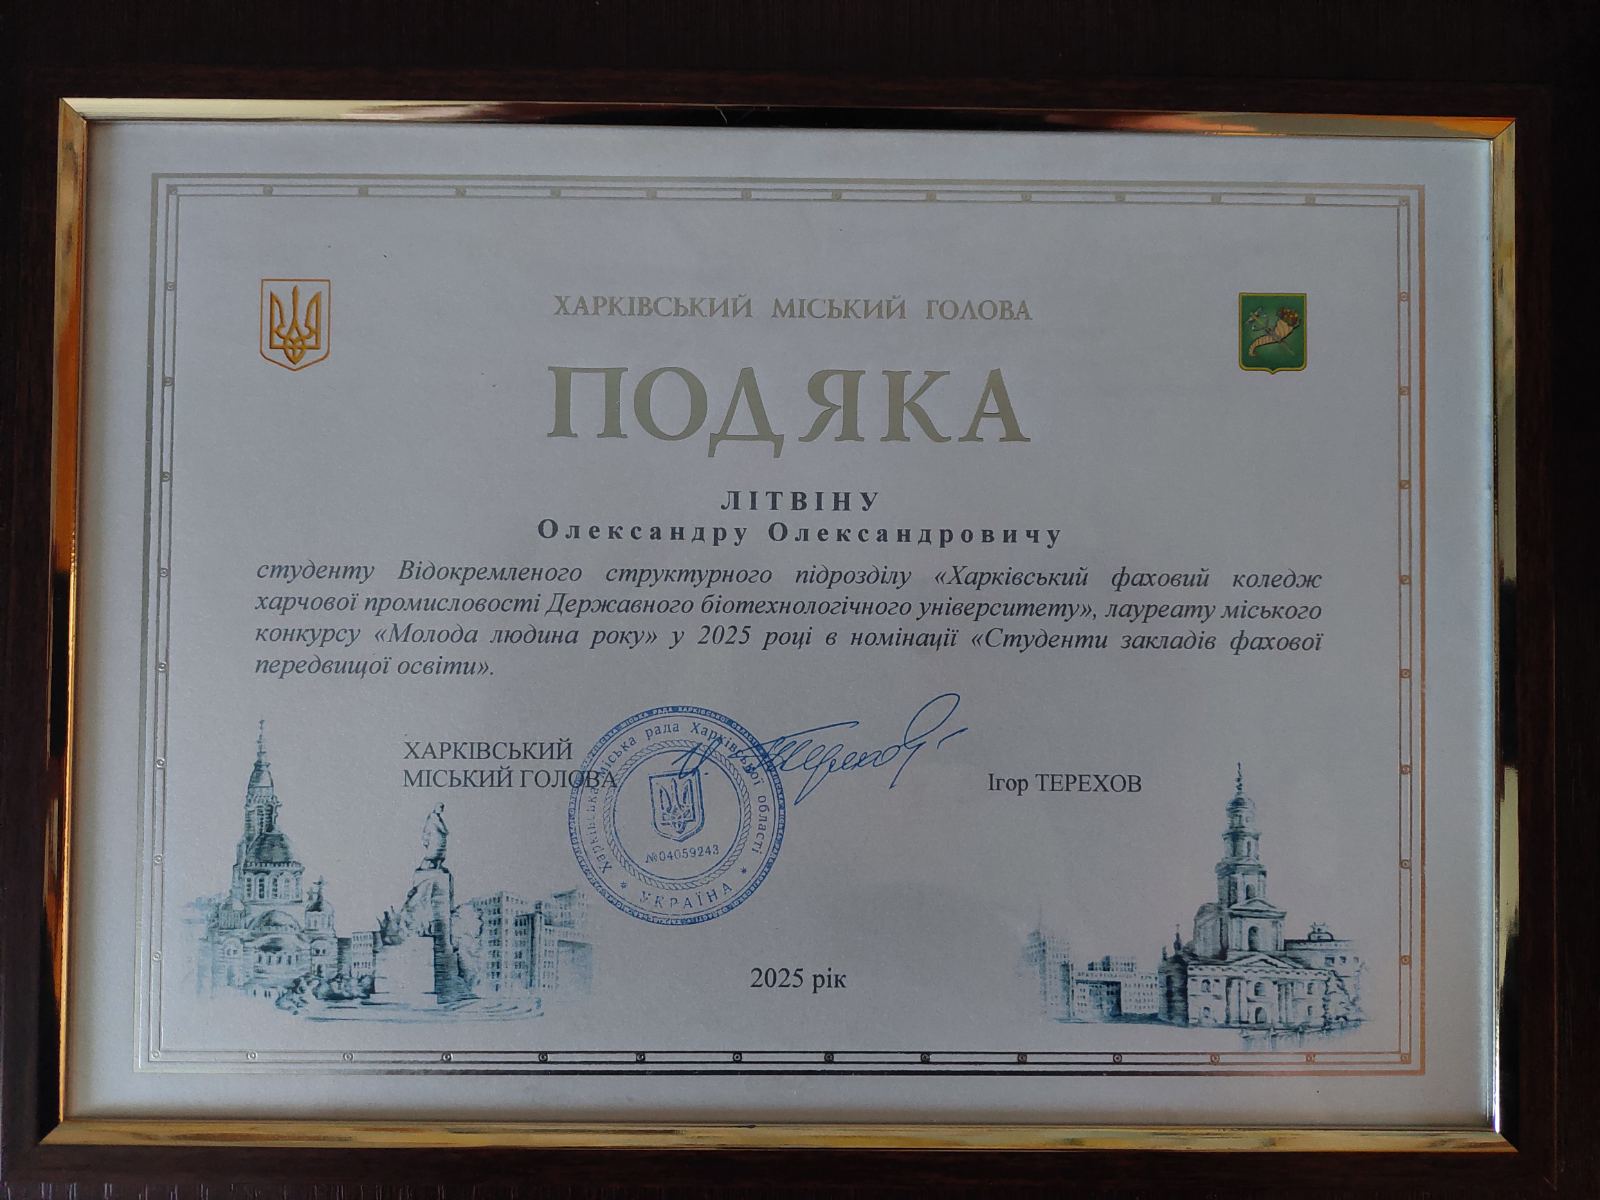 ХАРКІВСЬКИЙ МІСЬКИЙ ГОЛОВА
ПОДЯКА
ЛІТВІНУ
Олександру Олександровичу
студенту Відокремленого структурного підрозділу «Харківський фаховий коледж
харчової промисловості Державного біотехнологічного університету», лауреату міського
конкурсу «Молода людина року» у 2025 році в номінації «Студенти закладів фахової
передвищої освіти».
ХАРКІВСЬКИЙ
МІСЬКИЙ ГОЛОВА
Ігор ТЕРЕХОВ
Харківська міська рада Харківської області
№04059243
* УКРАЇНА *
2025 рік